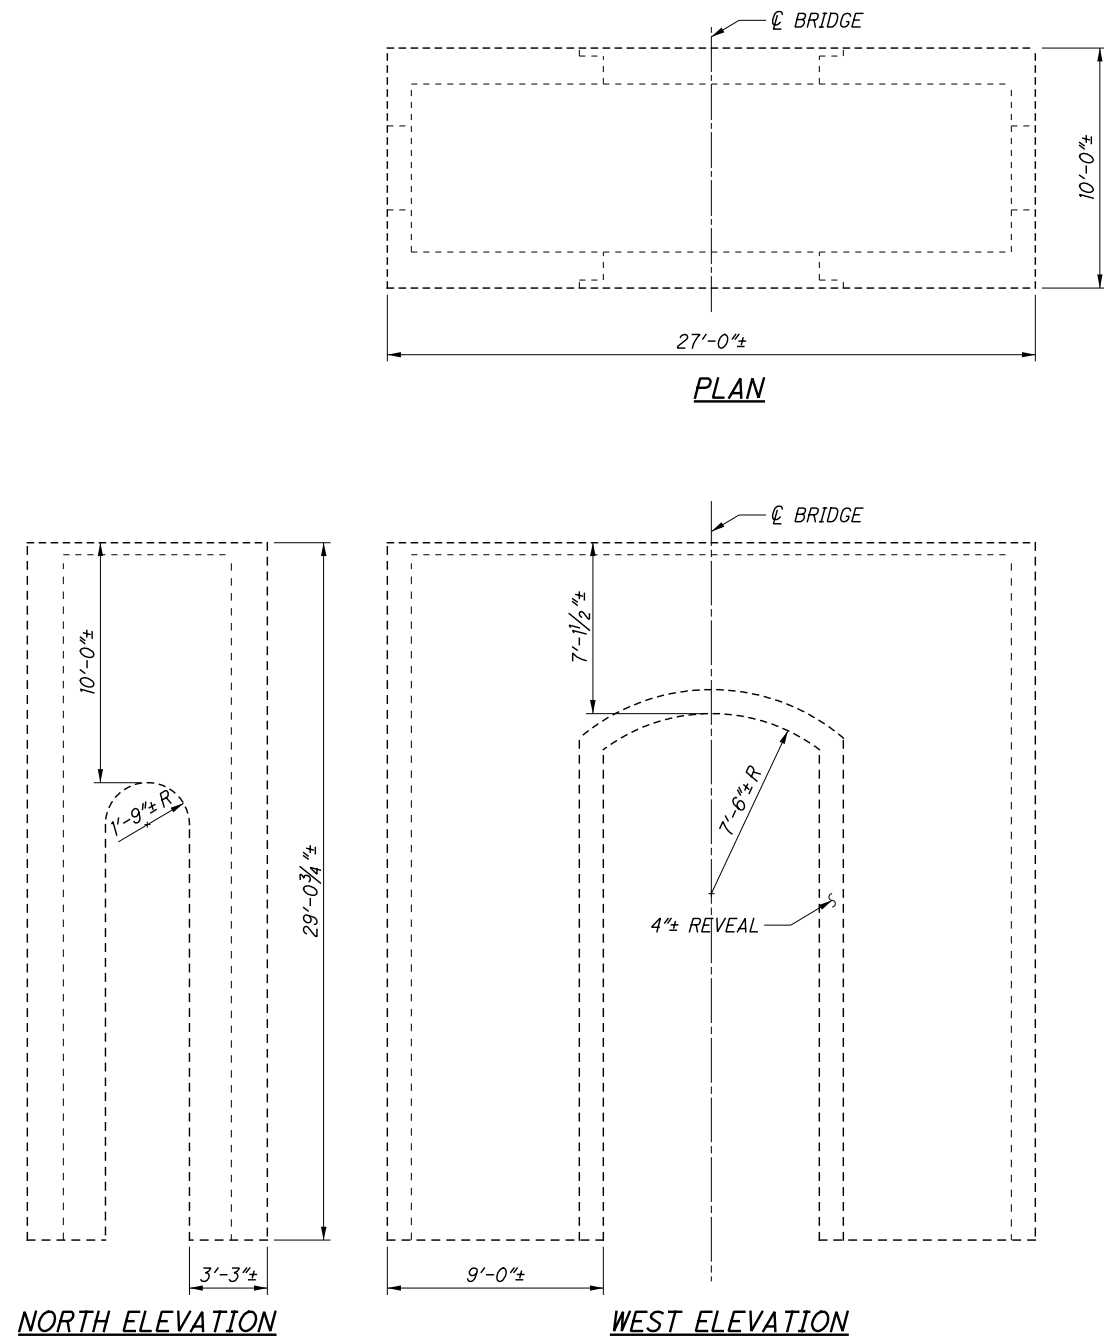 ℄ BRIDGE
10'-0"±
27'-0"±
PLAN
℄ BRIDGE
10'-0"±
7'-1½"±
1'-9"± R
7'-6"± R
29'-0¾"±
4"± REVEAL
3'-3"±
9'-0"±
NORTH ELEVATION
WEST ELEVATION